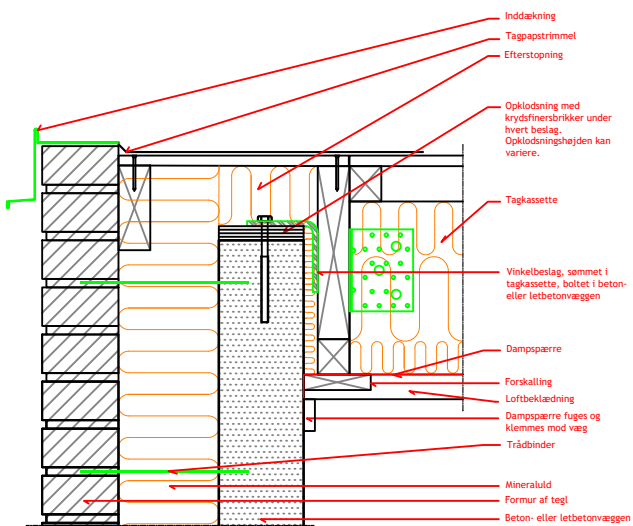 Inddækning
Tagpapstrimmel
Efterstopning
Opklodsning med
krydsfinersbrikker under
hvert beslag.
Opklodsningshøjden kan
variere.
Tagkassette
Vinkelbeslag, sømmet i
tagkassette, boltet i beton-
eller letbetonvæggen
Dampspærre
Forskalling
Loftbeklædning
Dampspærre fuges og
klemmes mod væg
Trådbinder
Mineraluld
Formur af tegl
Beton- eller letbetonvæggen